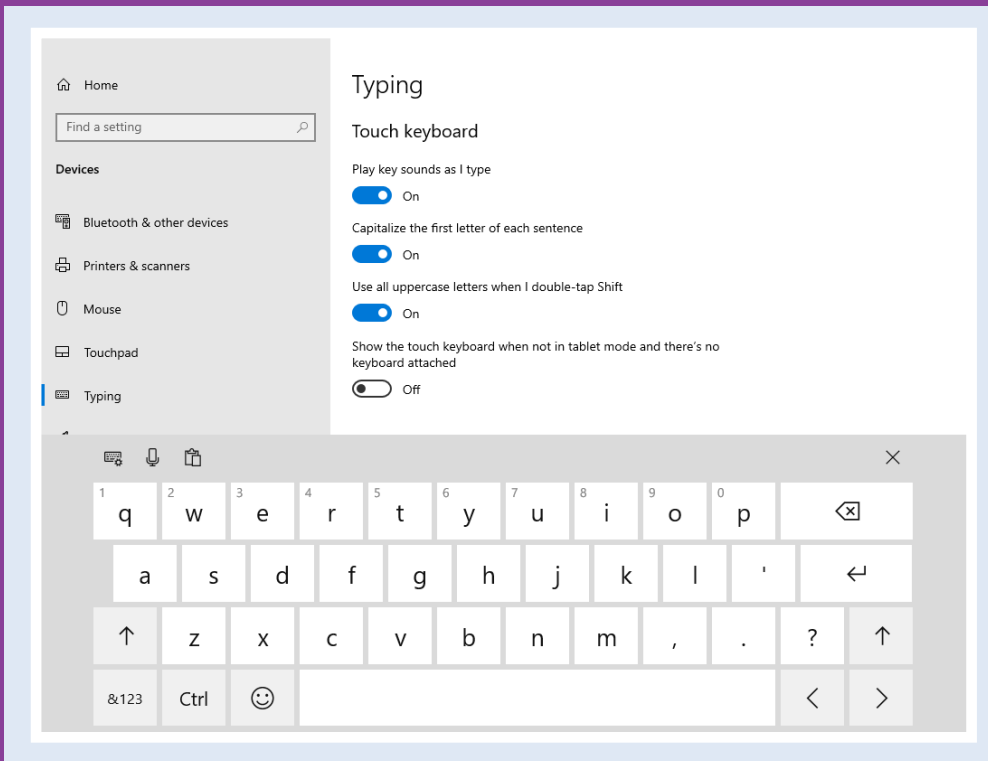 Home
Find a setting
Devices
Bluetooth & other devices
Printers & scanners
Mouse
Touchpad
Typing
Typing
Touch keyboard
Play key sounds as I type
On
Capitalize the first letter of each sentence
On
Use all uppercase letters when I double-tap Shift
On
Show the touch keyboard when not in tablet mode and there's no
keyboard attached
Off
1 q 2 w 3 e 4 r 5 t 6 y 7 u 8 i 9 o 0 p
a s d f g h j k l '
z x c v b n m , . ?
&123 Ctrl